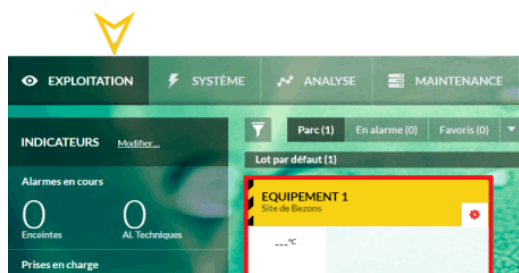 EXPLOITATION SYSTÈME ANALYSE MAINTENANCE
INDICATEURS Modifier...
Parc (1) En alarme (0) Favoris (0)
Lot par défaut (1)
Alarmes en cours
0 0
Enceintes Al. Techniques
Prises en charge
EQUIPEMENT 1
Site de Bezons
---°C